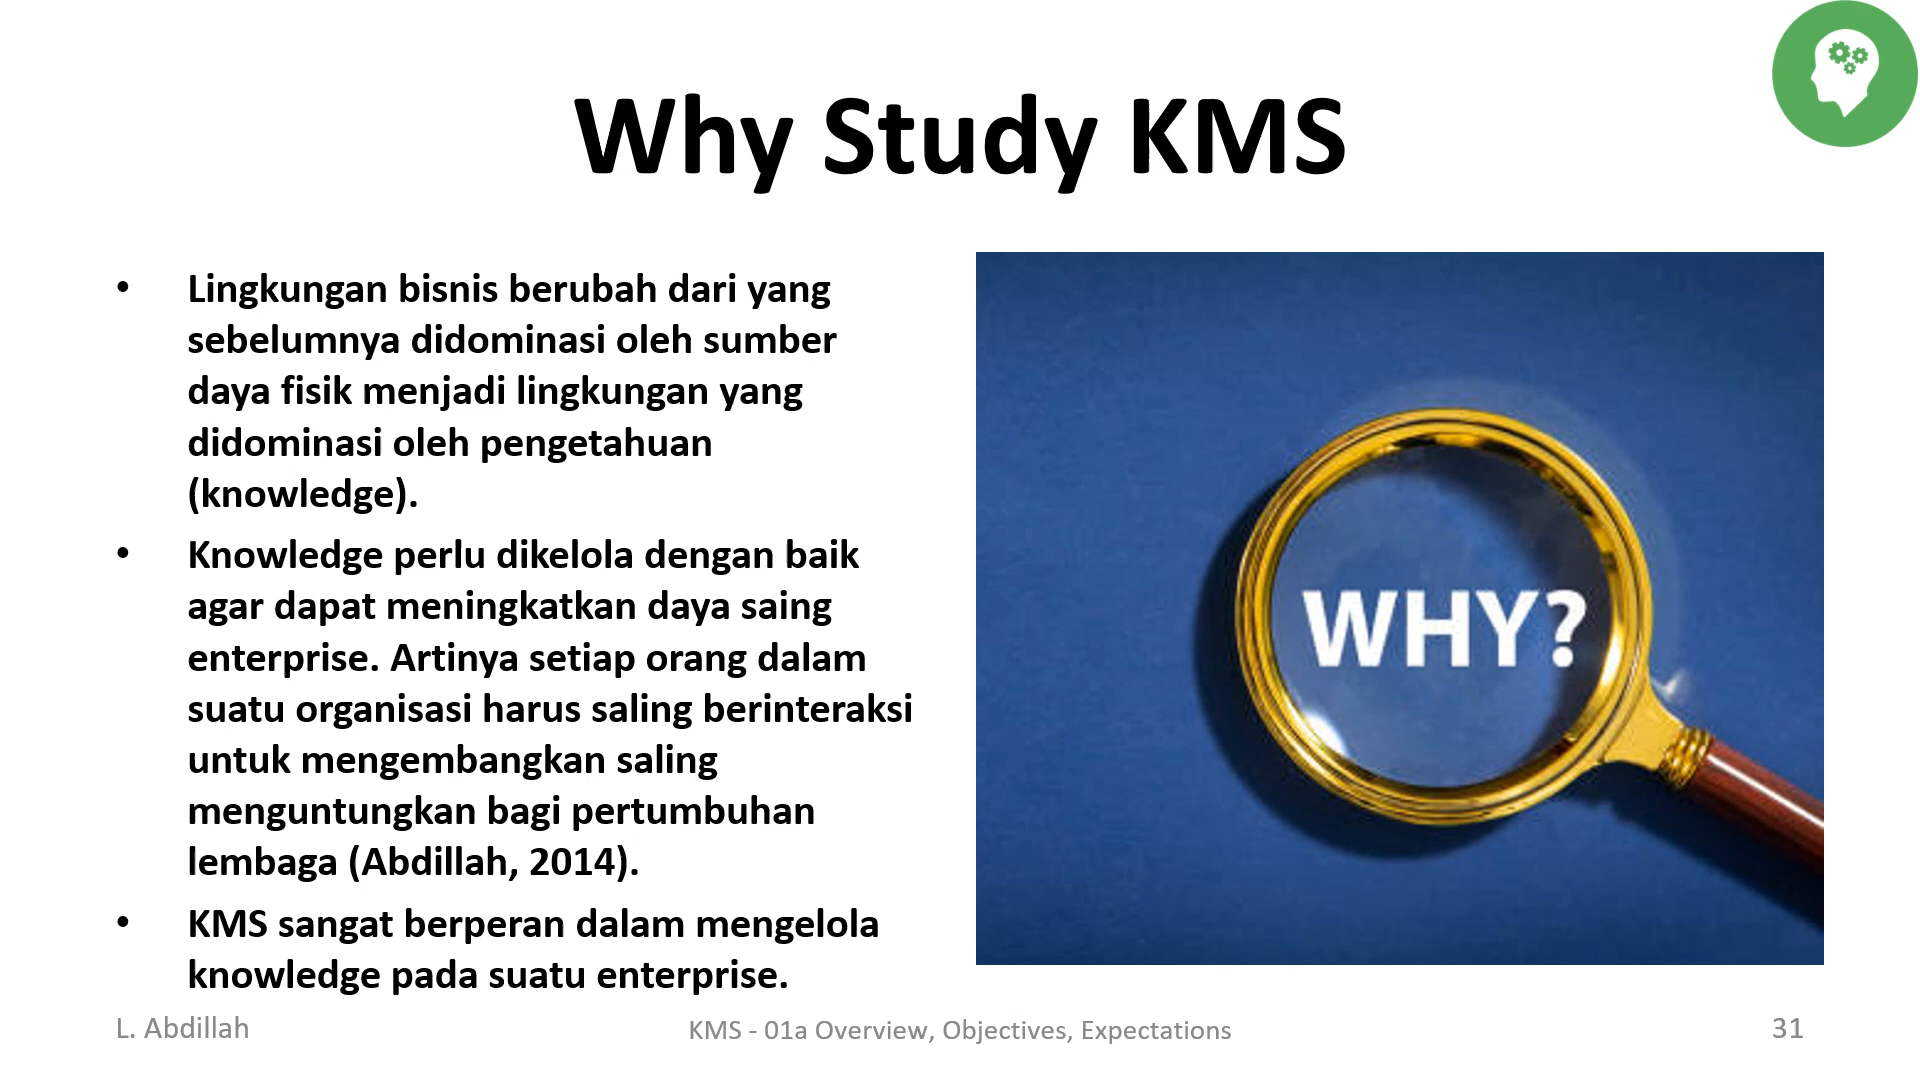 Why Study KMS
• Lingkungan bisnis berubah dari yang
sebelumnya didominasi oleh sumber
daya fisik menjadi lingkungan yang
didominasi oleh pengetahuan
(knowledge).
• Knowledge perlu dikelola dengan baik
agar dapat meningkatkan daya saing
enterprise. Artinya setiap orang dalam
suatu organisasi harus saling berinteraksi
untuk mengembangkan saling
menguntungkan bagi pertumbuhan
lembaga (Abdillah, 2014).
• KMS sangat berperan dalam mengelola
knowledge pada suatu enterprise.
WHY?
L. Abdillah
KMS - 01a Overview, Objectives, Expectations
31